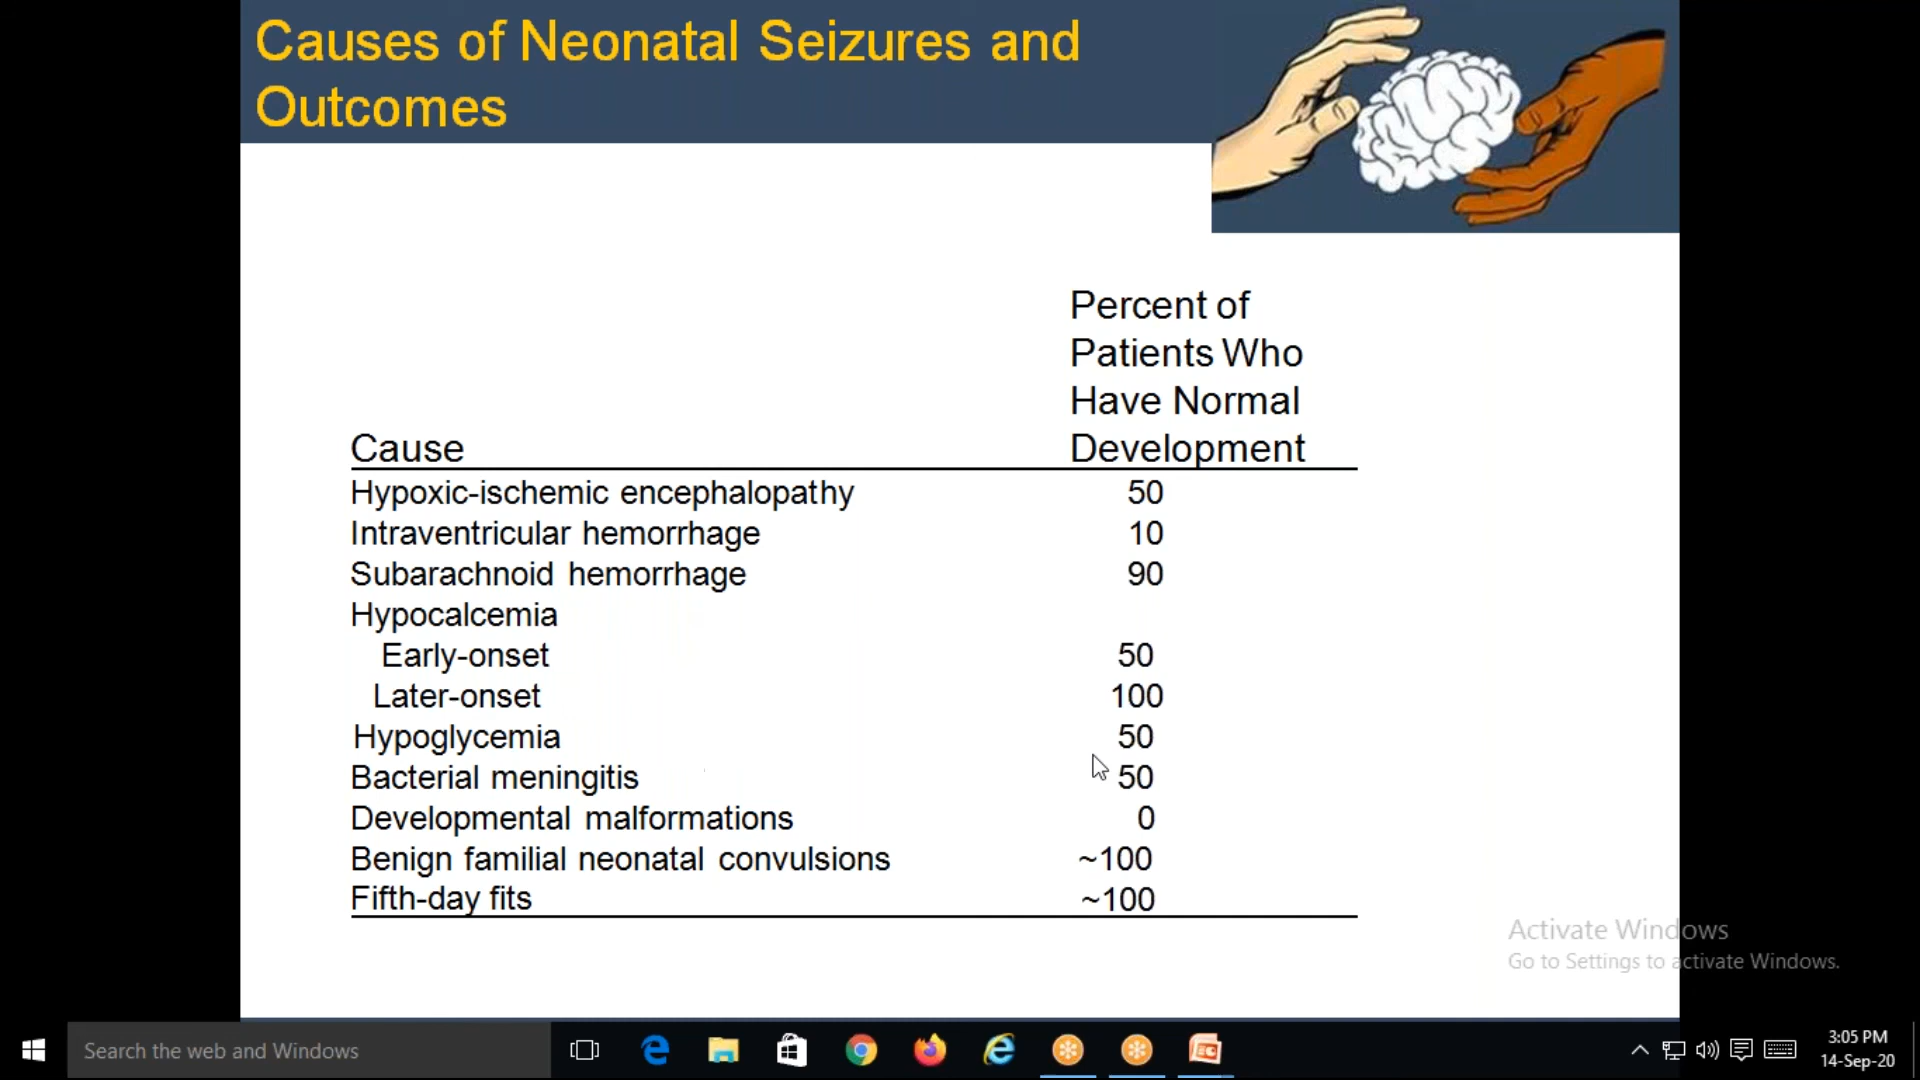 Causes of Neonatal Seizures and
Outcomes
Percent of
Patients Who
Have Normal
Cause Development
Hypoxic-ischemic encephalopathy 50
Intraventricular hemorrhage 10
Subarachnoid hemorrhage 90
Hypocalcemia
Early-onset 50
Later-onset 100
Hypoglycemia 50
Bacterial meningitis 50
Developmental malformations 0
Benign familial neonatal convulsions ~100
Fifth-day fits ~100
Activate Windows
Go to Settings to activate Windows.
Search the web and Windows
3:05 PM
14-Sep-20